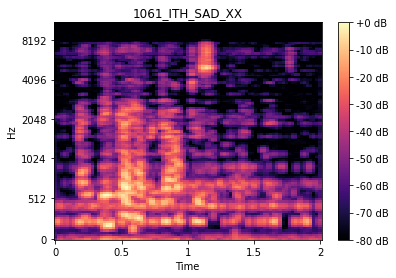 1061_ITH_SAD_XX
8192
4096
2048
1024
512
0
Hz
0
0.5
1
1.5
2
Time
+0 dB
-10 dB
-20 dB
-30 dB
-40 dB
-50 dB
-60 dB
-70 dB
-80 dB